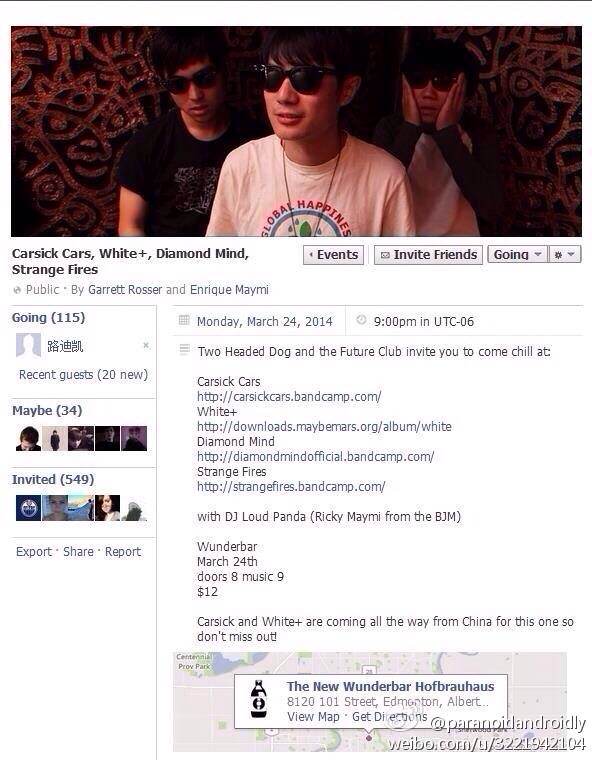 GLOBAL HAPPINES
Carsick Cars, White+, Diamond Mind,
Strange Fires
Events
Invite Friends
Going
Public · By Garrett Rosser and Enrique Maymi
Going (115)
路迪凯
×
Recent guests (20 new)
Maybe (34)
Invited (549)
Export · Share · Report
Monday, March 24, 2014
9:00pm in UTC-06
Two Headed Dog and the Future Club invite you to come chill at:
Carsick Cars
http://carsickcars.bandcamp.com/
White+
http://downloads.maybemars.org/album/white
Diamond Mind
http://diamondmindofficial.bandcamp.com/
Strange Fires
http://strangefires.bandcamp.com/
with DJ Loud Panda (Ricky Maymi from the BJM)
Wunderbar
March 24th
doors 8 music 9
$12
Carsick and White+ are coming all the way from China for this one so
don't miss out!
Centennial
Prov Park
28
The New Wunderbar Hofbrauhaus
8120 101 Street, Edmonton, Albert...
View Map · Get Directions
Sherwood Park
@paranoidandroidly
weibo.com/u/3221942104